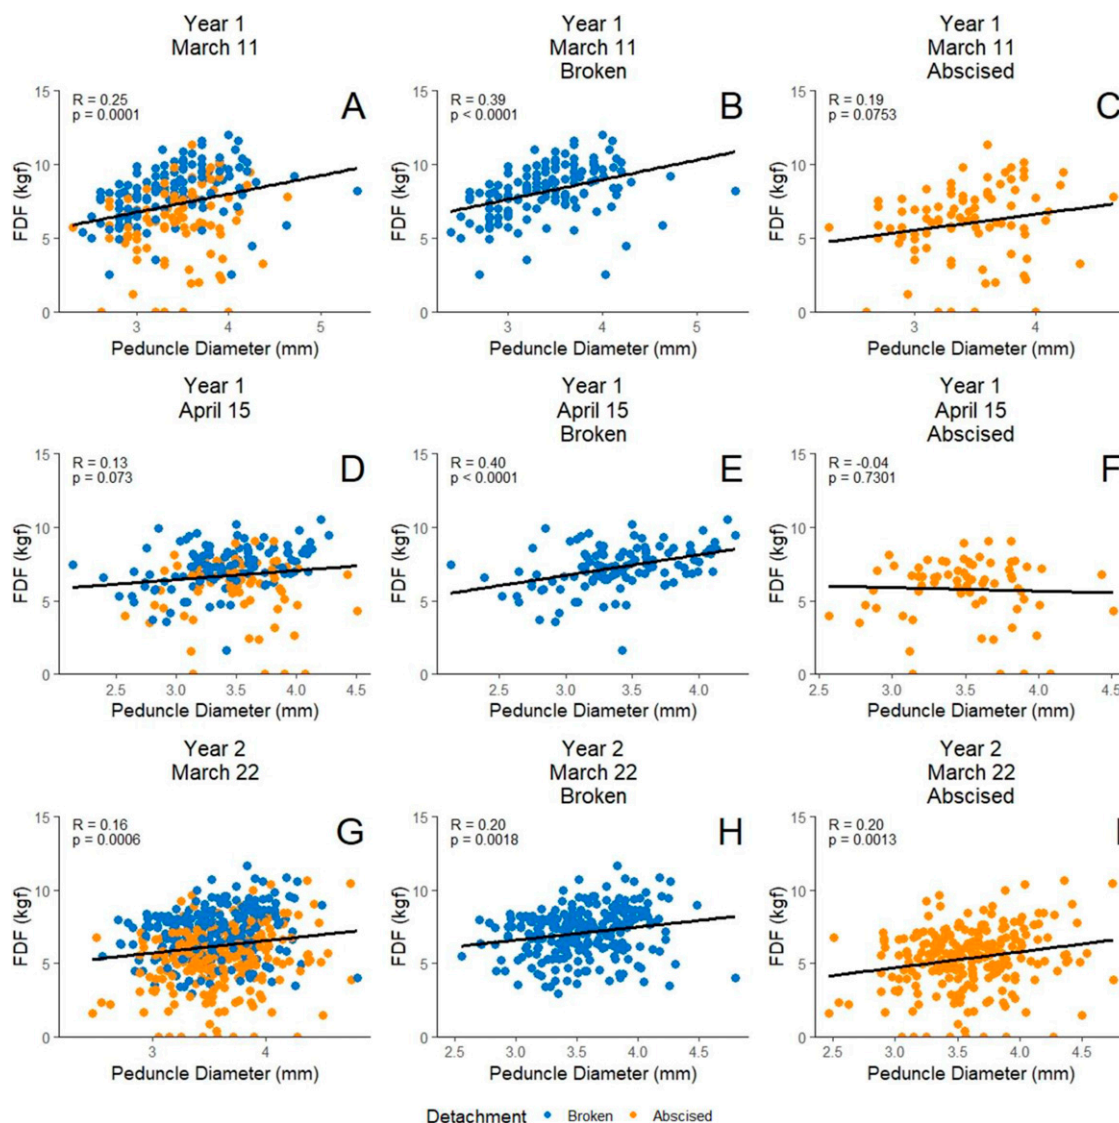 Year 1
March 11
R = 0.25
p = 0.0001
A
15
10
5
0
FDF (kgf)
3
4
5
Peduncle Diameter (mm)
Year 1
March 11
Broken
R = 0.39
p < 0.0001
B
15
10
5
0
FDF (kgf)
3
4
5
Peduncle Diameter (mm)
Year 1
March 11
Abscised
R = 0.19
p = 0.0753
C
15
10
5
0
FDF (kgf)
3
4
Peduncle Diameter (mm)
Year 1
April 15
R = 0.13
p = 0.073
D
15
10
5
0
FDF (kgf)
2.5
3.0
3.5
4.0
4.5
Peduncle Diameter (mm)
Year 1
April 15
Broken
R = 0.40
p < 0.0001
E
15
10
5
0
FDF (kgf)
2.5
3.0
3.5
4.0
Peduncle Diameter (mm)
Year 1
April 15
Abscised
R = -0.04
p = 0.7301
F
15
10
5
0
FDF (kgf)
2.5
3.0
3.5
4.0
4.5
Peduncle Diameter (mm)
Year 2
March 22
R = 0.16
p = 0.0006
G
15
10
5
0
FDF (kgf)
3
4
Peduncle Diameter (mm)
Year 2
March 22
Broken
R = 0.20
p = 0.0018
H
15
10
5
0
FDF (kgf)
2.5
3.0
3.5
4.0
4.5
Peduncle Diameter (mm)
Year 2
March 22
Abscised
R = 0.20
p = 0.0013
I
15
10
5
0
FDF (kgf)
2.5
3.0
3.5
4.0
4.5
Peduncle Diameter (mm)
Detachment Broken Abscised